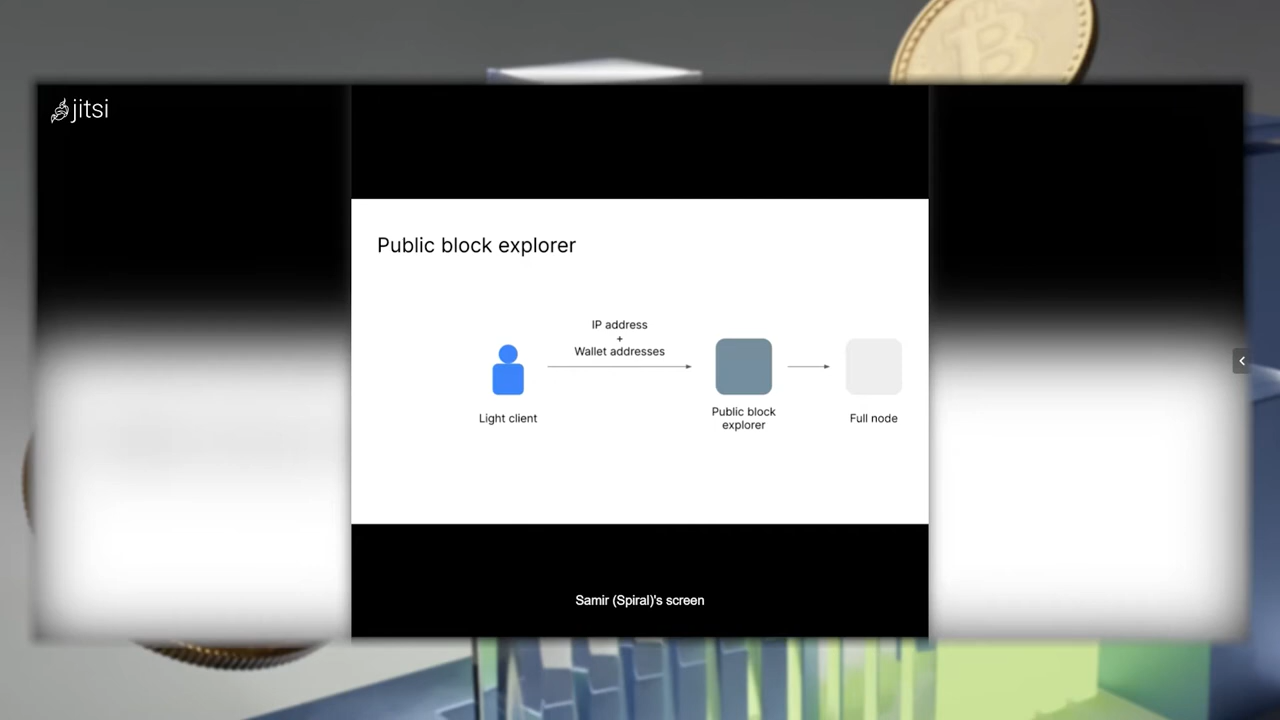 jitsi
Public block explorer
IP address
+
Wallet addresses
Light client
Public block
explorer
Full node
Samir (Spiral)'s screen